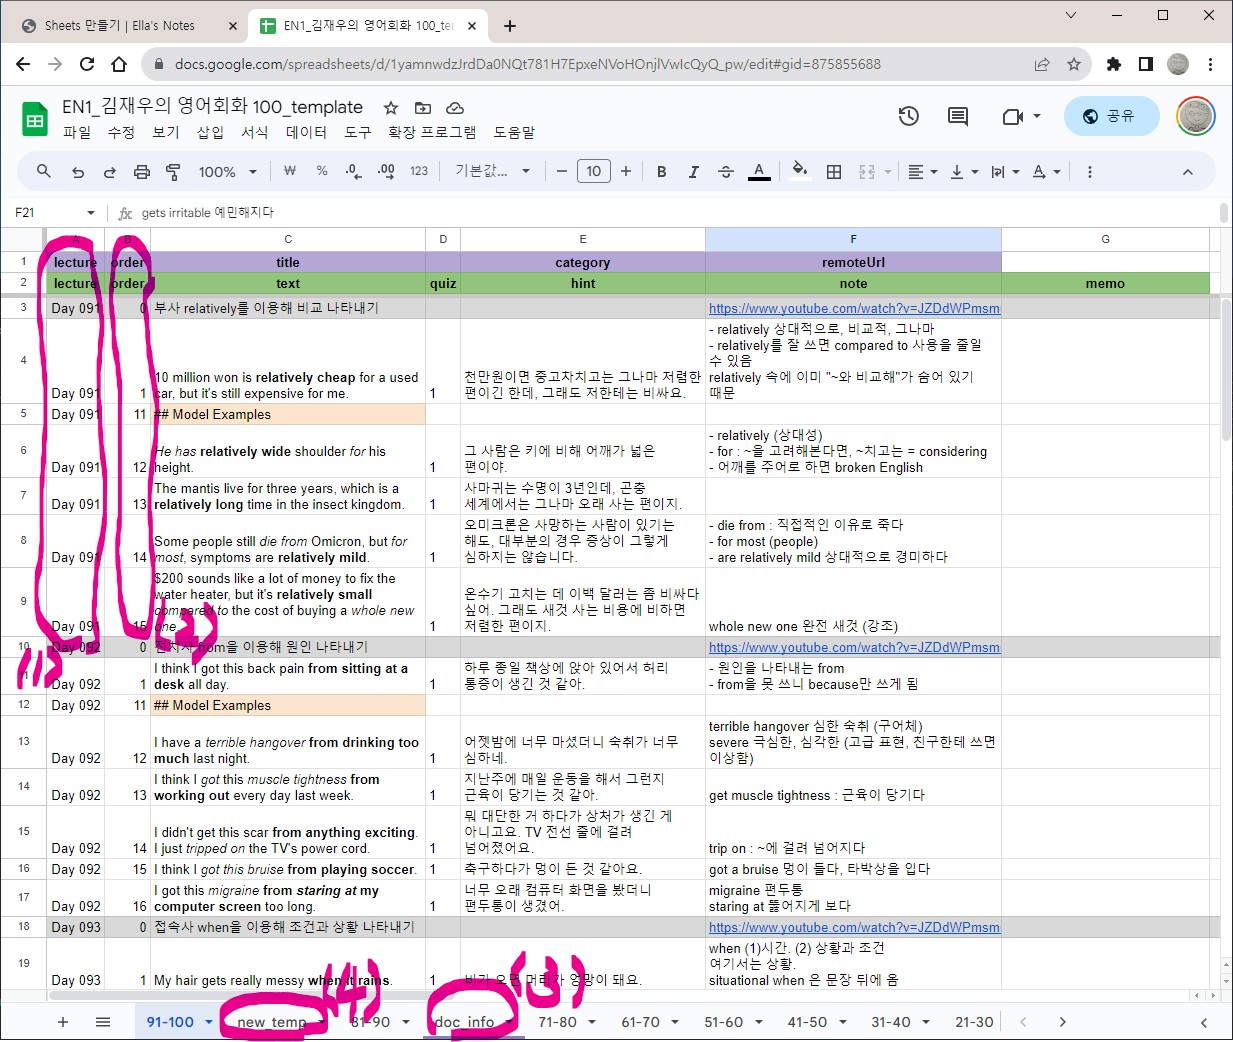 Sheets 만들기 | Ella's Notes
EN1_김재우의 영어회화 100_te
docs.google.com/spreadsheets/d/1yamnwdzJrdDa0NQt781H7EpxeNVoHOnjlVwIcQyQ_pw/edit#gid=875855688
EN1_김재우의 영어회화 100_template
파일 수정 보기 삽입 서식 데이터 도구 확장 프로그램 도움말
공유
100% ₩ % .0 .00 123 기본값... − 10 + B I A
F21 fx gets irritable 예민해지다
A B C D E F G
1 lecture order title category remoteUrl
2 lecture order text quiz hint note memo
3 Day 091 0 부사 relatively를 이용해 비교 나타내기 https://www.youtube.com/watch?v=JZDdWPmsm
- relatively 상대적으로, 비교적, 그나마
- relatively를 잘 쓰면 compared to 사용을 줄일
수 있음
4 10 million won is relatively cheap for a used 천만원이면 중고차치고는 그나마 저렴한 relatively 속에 이미 "~와 비교해"가 숨어 있기
Day 091 1 car, but it's still expensive for me. 1 편이긴 한데, 그래도 저한테는 비싸요. 때문
5 Day 091 11 ## Model Examples
- relatively (상대성)
6 He has relatively wide shoulder for his 그 사람은 키에 비해 어깨가 넓은 - for : ~을 고려해본다면, ~치고는 = considering
Day 091 12 height. 1 편이야. - 어깨를 주어로 하면 broken English
7 The mantis live for three years, which is a 사마귀는 수명이 3년인데, 곤충
Day 091 13 relatively long time in the insect kingdom. 1 세계에서는 그나마 오래 사는 편이지.
오미크론은 사망하는 사람이 있기는 - die from : 직접적인 이유로 죽다
8 Some people still die from Omicron, but for 해도, 대부분의 경우 증상이 그렇게 - for most (people)
Day 091 14 most, symptoms are relatively mild. 1 심하지는 않습니다. - are relatively mild 상대적으로 경미하다
$200 sounds like a lot of money to fix the
9 water heater, but it's relatively small 온수기 고치는 데 이백 달러는 좀 비싸다
compared to the cost of buying a whole new 싶어. 그래도 새것 사는 비용에 비하면
Day 091 15 one. 1 저렴한 편이지. whole new one 완전 새것 (강조)
(2)
10 Day 092 0 전치사 from을 이용해 원인 나타내기 https://www.youtube.com/watch?v=JZDdWPmsm
(1)
11 I think I got this back pain from sitting at a 하루 종일 책상에 앉아 있어서 허리 - 원인을 나타내는 from
Day 092 1 desk all day. 1 통증이 생긴 것 같아. - from을 못 쓰니 because만 쓰게 됨
12 Day 092 11 ## Model Examples
terrible hangover 심한 숙취 (구어체)
13 I have a terrible hangover from drinking too 어젯밤에 너무 마셨더니 숙취가 너무 severe 극심한, 심각한 (고급 표현, 친구한테 쓰면
Day 092 12 much last night. 1 심하네. 이상함)
14 I think I got this muscle tightness from 지난주에 매일 운동을 해서 그런지
Day 092 13 working out every day last week. 1 근육이 당기는 것 같아. get muscle tightness : 근육이 당기다
뭐 대단한 거 하다가 상처가 생긴 게
15 I didn't get this scar from anything exciting. 아니고요. TV 전선 줄에 걸려
Day 092 14 I just tripped on the TV's power cord. 1 넘어졌어요. trip on : ~에 걸려 넘어지다
16 Day 092 15 I think I got this bruise from playing soccer. 1 축구하다가 멍이 든 것 같아요. got a bruise 멍이 들다, 타박상을 입다
17 I got this migraine from staring at my 너무 오래 컴퓨터 화면을 봤더니 migraine 편두통
Day 092 16 computer screen too long. 1 편두통이 생겼어. staring at 뚫어지게 보다
18 Day 093 0 접속사 when을 이용해 조건과 상황 나타내기 https://www.youtube.com/watch?v=JZDdWPmsm
when (1)시간. (2) 상황과 조건
19 여기서는 상황.
Day 093 1 My hair gets really messy when it rains. 1 비가 오면 머리가 엉망이 돼요. situational when 은 문장 뒤에 옴
(4) (3)
91-100 new_temp 81-90 doc_info 71-80 61-70 51-60 41-50 31-40 21-30